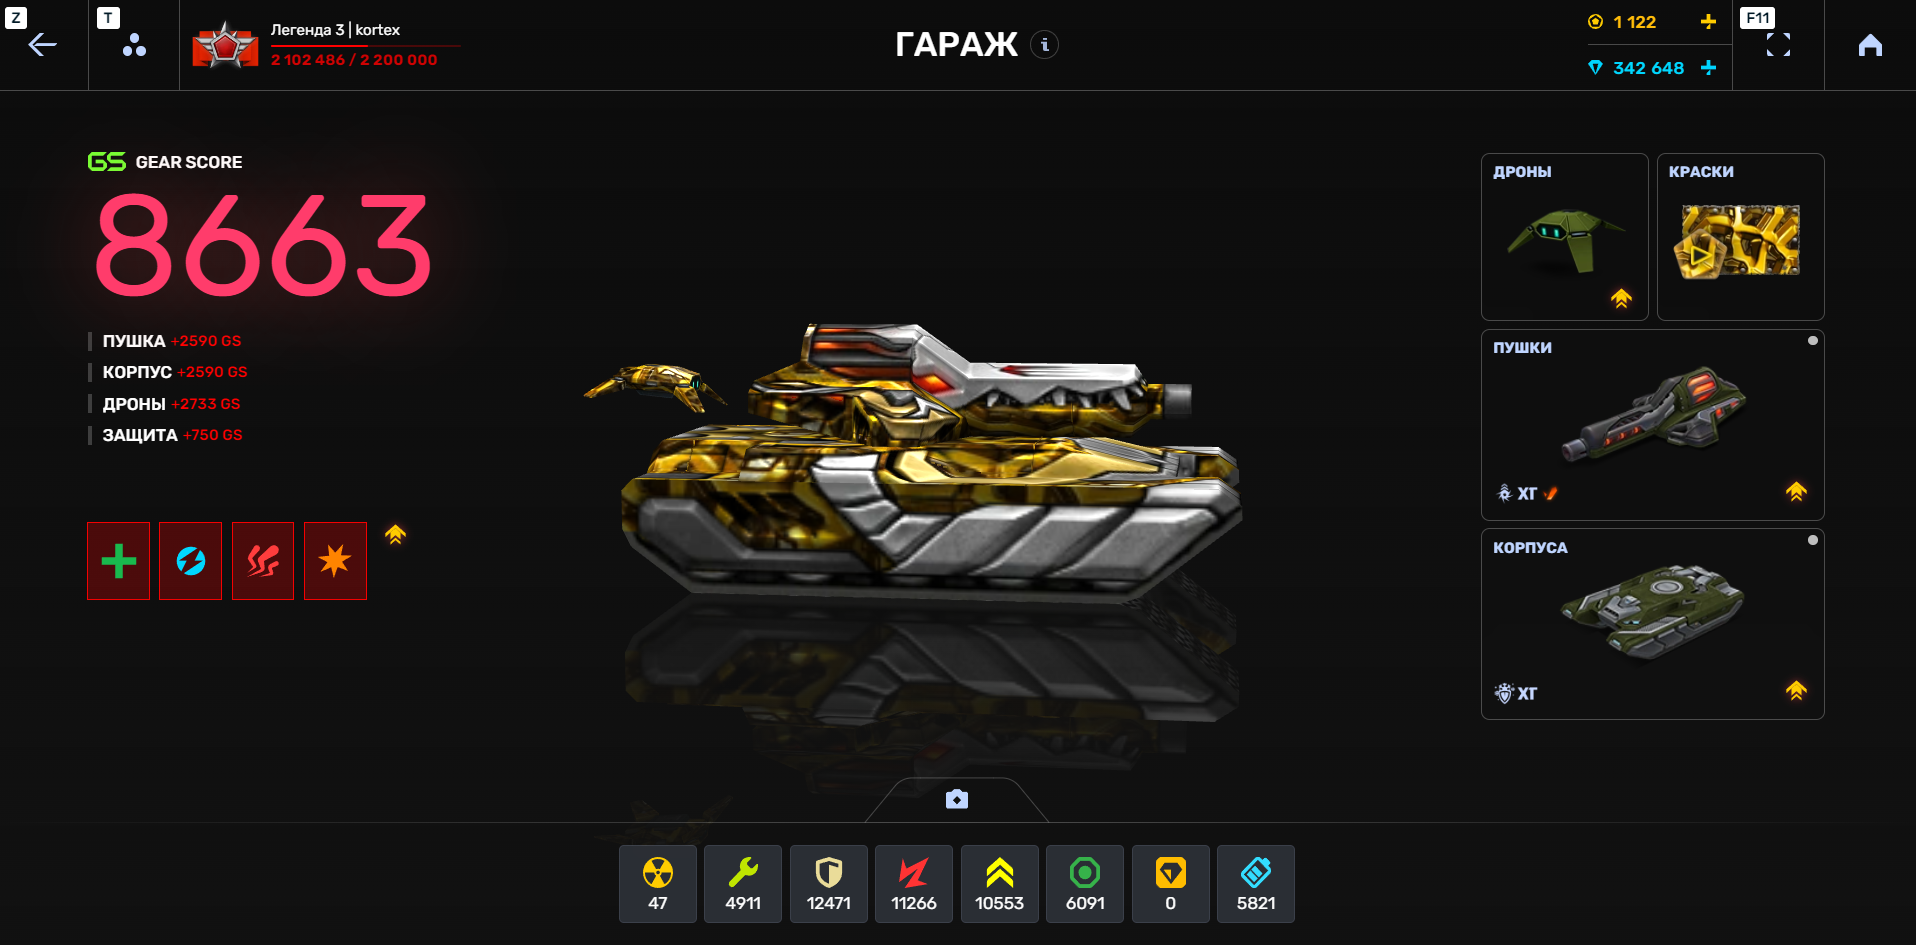 Z
T
Легенда 3 | kortex
2 102 486 / 2 200 000
ГАРАЖ
i
1 122
342 648
F11
GS GEAR SCORE
8663
ПУШКА +2590 GS
КОРПУС +2590 GS
ДРОНЫ +2733 GS
ЗАЩИТА +750 GS
ДРОНЫ
КРАСКИ
ПУШКИ
ХГ
КОРПУСА
ХГ
47
4911
12471
11266
10553
6091
0
5821